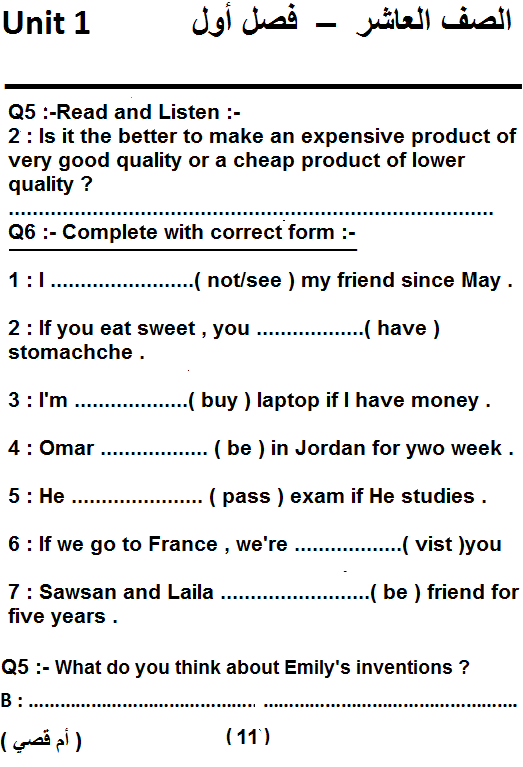 Unit 1 الصف العاشر – فصل أول
Q5 :-Read and Listen :-
2 : Is it the better to make an expensive product of
very good quality or a cheap product of lower
quality ?
.................................................................................
Q6 :- Complete with correct form :-
1 : I ........................( not/see ) my friend since May .
2 : If you eat sweet , you ..................( have )
stomachche .
3 : I'm ...................( buy ) laptop if I have money .
4 : Omar .................. ( be ) in Jordan for ywo week .
5 : He ...................... ( pass ) exam if He studies .
6 : If we go to France , we're ..................( vist )you
7 : Sawsan and Laila .........................( be ) friend for
five years .
Q5 :- What do you think about Emily's inventions ?
B : ............................................. ..................................................
( أم قصي ) ( 11 )